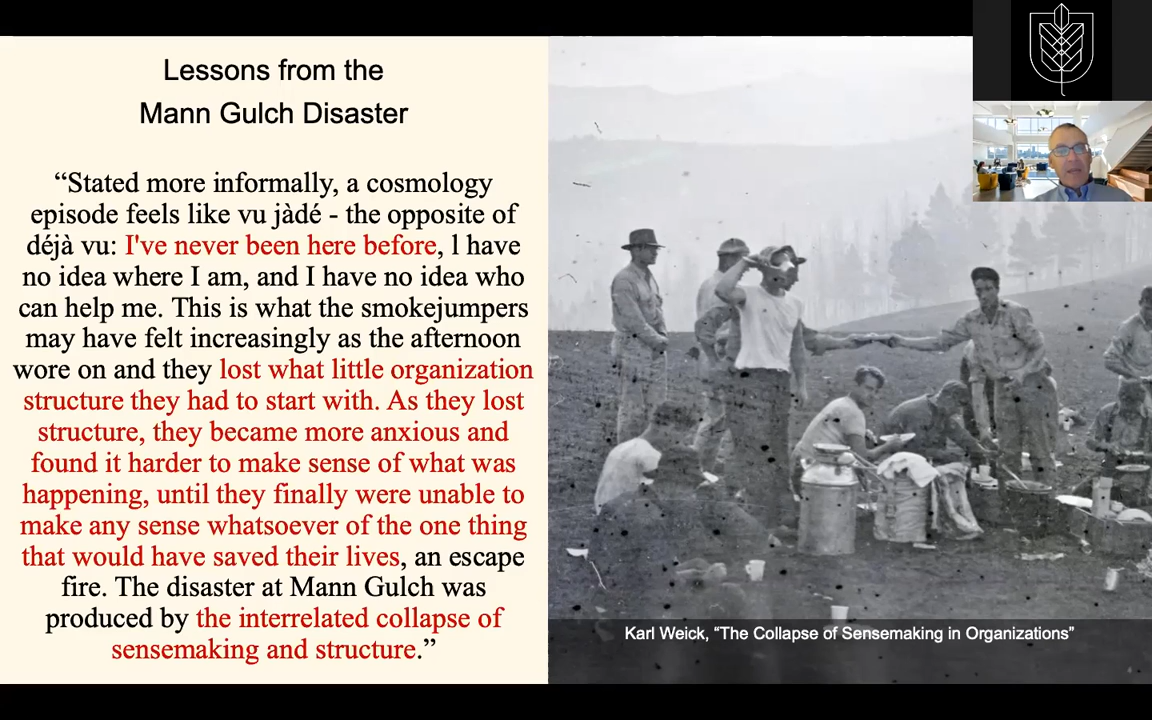 Lessons from the
Mann Gulch Disaster
“Stated more informally, a cosmology
episode feels like vu jàdé - the opposite of
déjà vu: I've never been here before, l have
no idea where I am, and I have no idea who
can help me. This is what the smokejumpers
may have felt increasingly as the afternoon
wore on and they lost what little organization
structure they had to start with. As they lost
structure, they became more anxious and
found it harder to make sense of what was
happening, until they finally were unable to
make any sense whatsoever of the one thing
that would have saved their lives, an escape
fire. The disaster at Mann Gulch was
produced by the interrelated collapse of
sensemaking and structure.”
Karl Weick, “The Collapse of Sensemaking in Organizations”